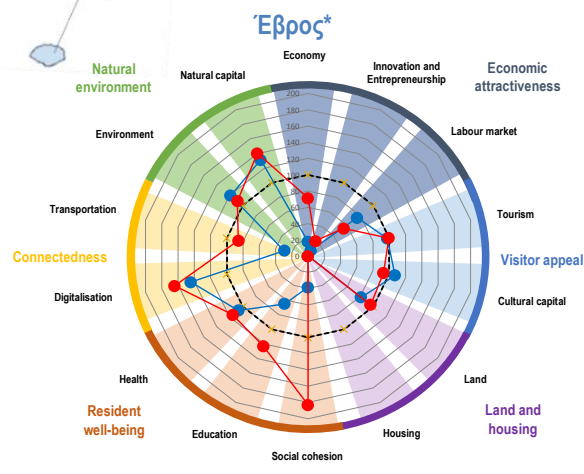 Έβρος*
Economy
Natural capital
Innovation and
Entrepreneurship
Natural
environment
Economic
attractiveness
Environment
Labour market
200
180
160
140
120
100
80
60
40
20
0
Transportation
Tourism
Connectedness
Visitor appeal
Digitalisation
Cultural capital
Health
Land
Resident
well-being
Land and
housing
Education
Housing
Social cohesion